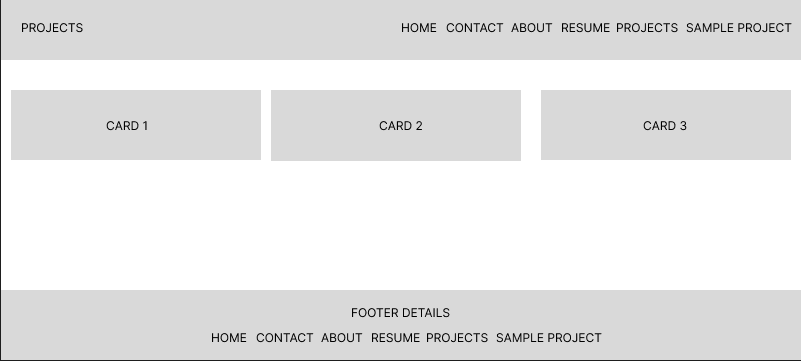 PROJECTS HOME CONTACT ABOUT RESUME PROJECTS SAMPLE PROJECT
CARD 1 CARD 2 CARD 3
FOOTER DETAILS
HOME CONTACT ABOUT RESUME PROJECTS SAMPLE PROJECT